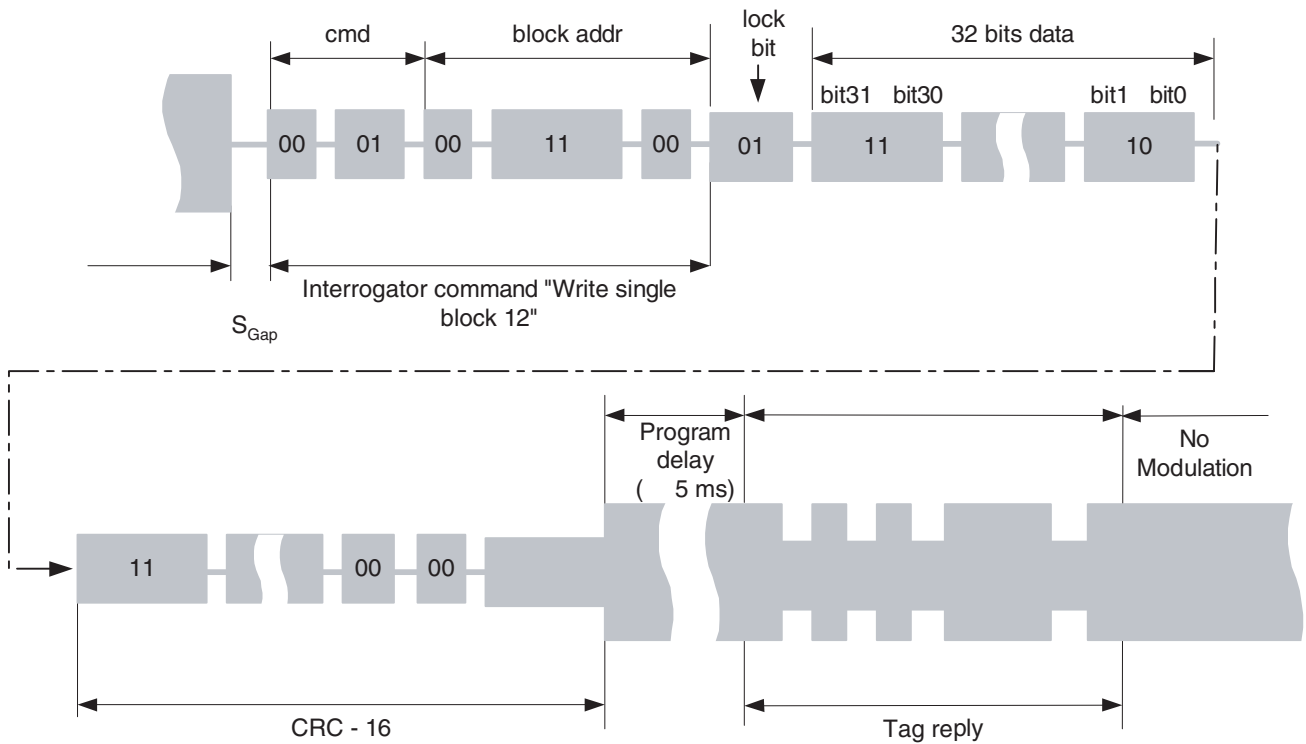 cmd
block addr
lock
bit
32 bits data
bit31 bit30
bit1 bit0
00 01 00 11 00 01 11 10
Interrogator command "Write single
block 12"
SGap
Program
delay
( 5 ms)
No
Modulation
11 00 00
CRC - 16
Tag reply